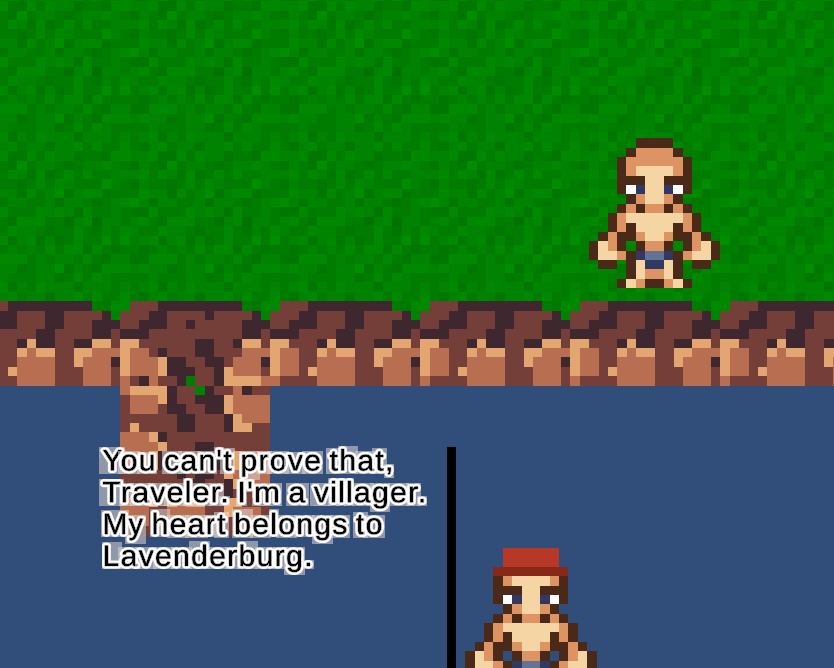 You can't prove that,
Traveler. I'm a villager.
My heart belongs to
Lavenderburg.